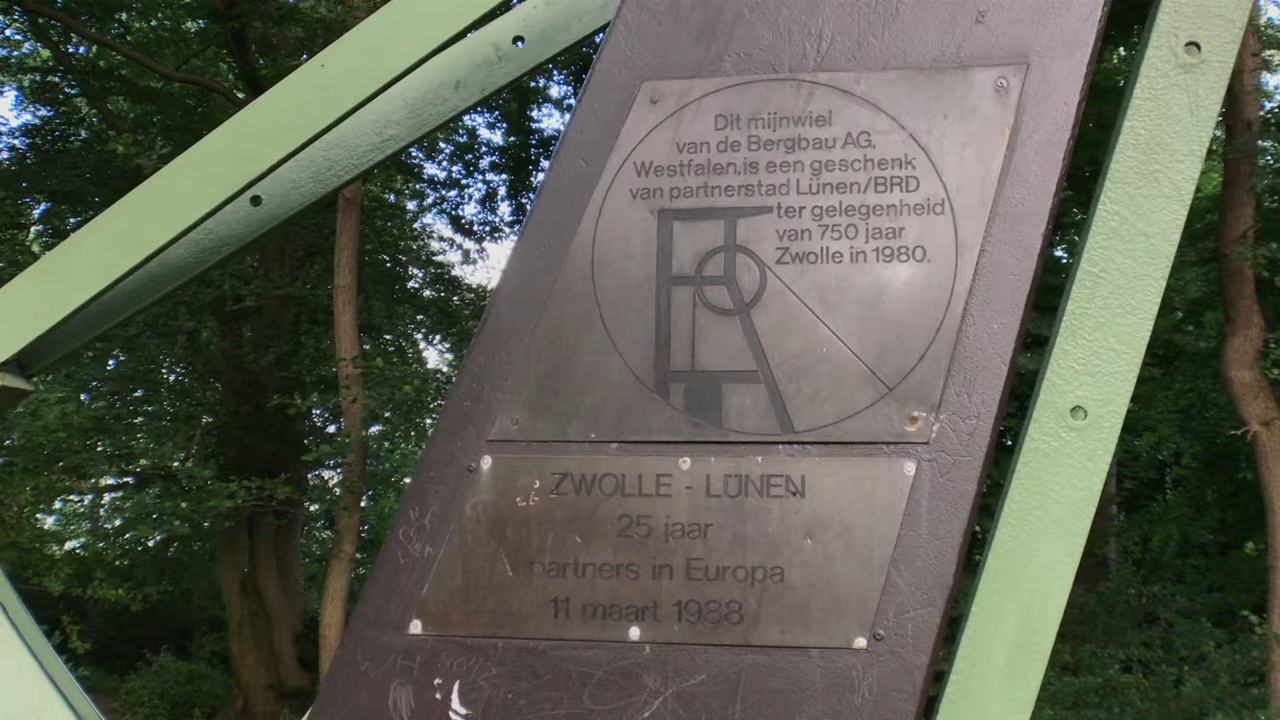 Dit mijnwiel
van de Bergbau AG,
Westfalen, is een geschenk
van partnerstad Lünen/BRD
ter gelegenheid
van 750 jaar
Zwolle in 1980.
ZWOLLE - LÜNEN
25 jaar
partners in Europa
11 maart 1988